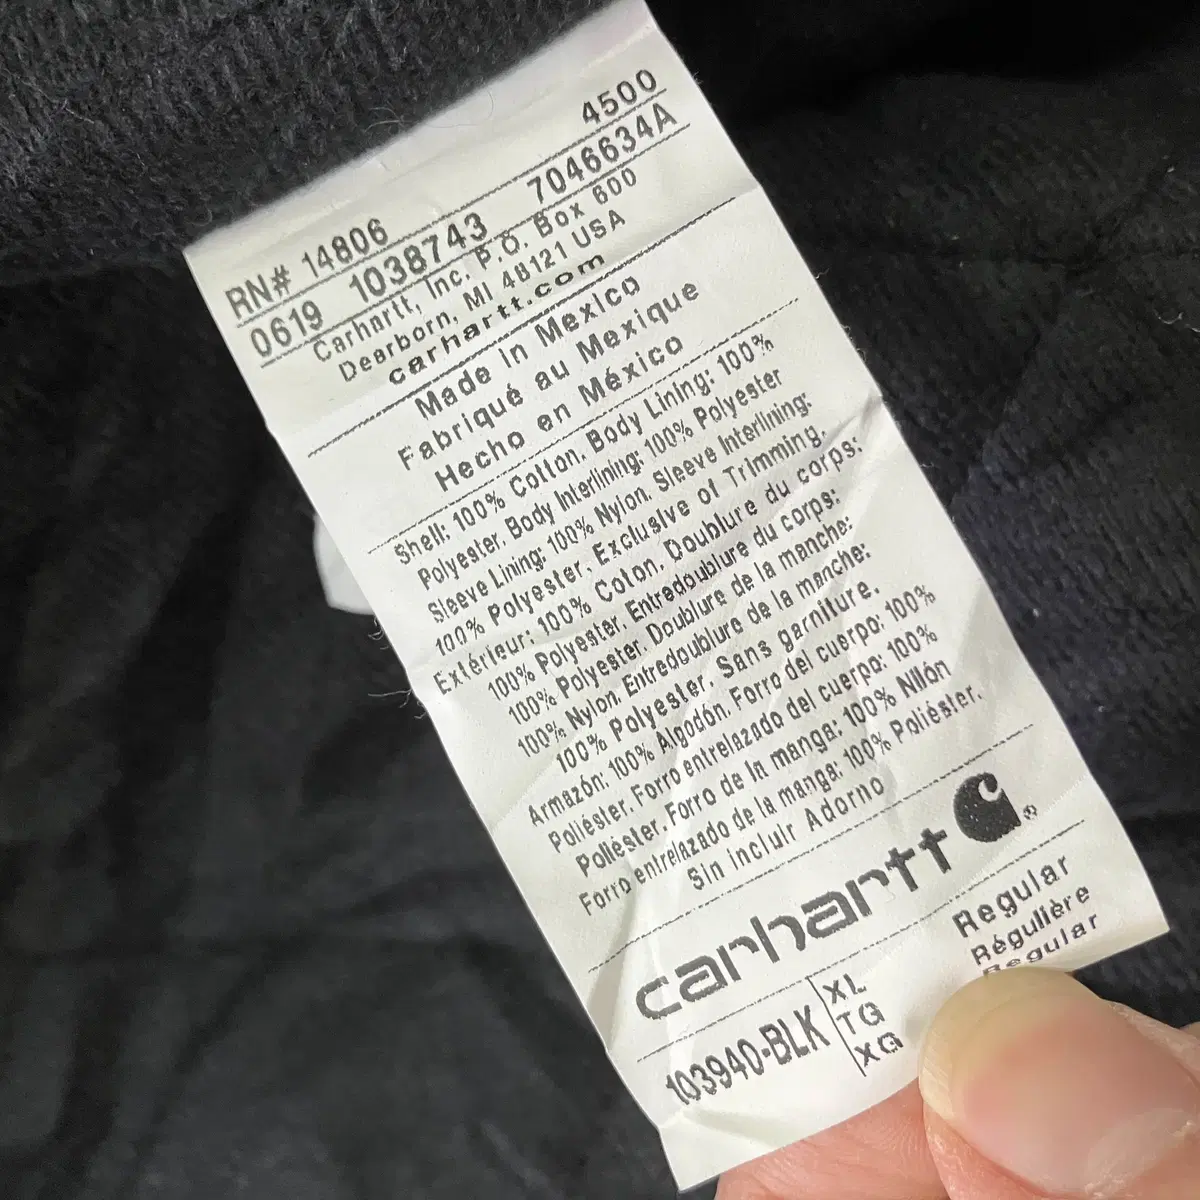 4500
RN# 14806
0619 1038743 7046634A
Carhartt, Inc. P.O. Box 600
Dearborn, MI 48121 USA
carhartt.com
Made in Mexico
Fabriqué au Mexique
Hecho en México
Shell: 100% Cotton. Body Lining: 100%
Polyester. Body Interlining: 100% Polyester
Sleeve Lining: 100% Nylon. Sleeve Interlining:
100% Polyester. Exclusive of Trimming.
Extérieur: 100% Coton. Doublure du corps:
100% Polyester. Entredoublure du corps:
100% Polyester. Doublure de la manche:
100% Nylon. Entredoublure de la manche:
100% Polyester. Sans garniture.
Armazón: 100% Algodón. Forro del cuerpo: 100%
Poliéster. Forro entrelazado del cuerpo: 100%
Poliéster. Forro de la manga: 100% Nilón
Forro entrelazado de la manga: 100% Poliéster.
Sin Incluir Adorno
carhartt ®
103940-BLK
XL
TG
XG
Regular
Régulière
Regular